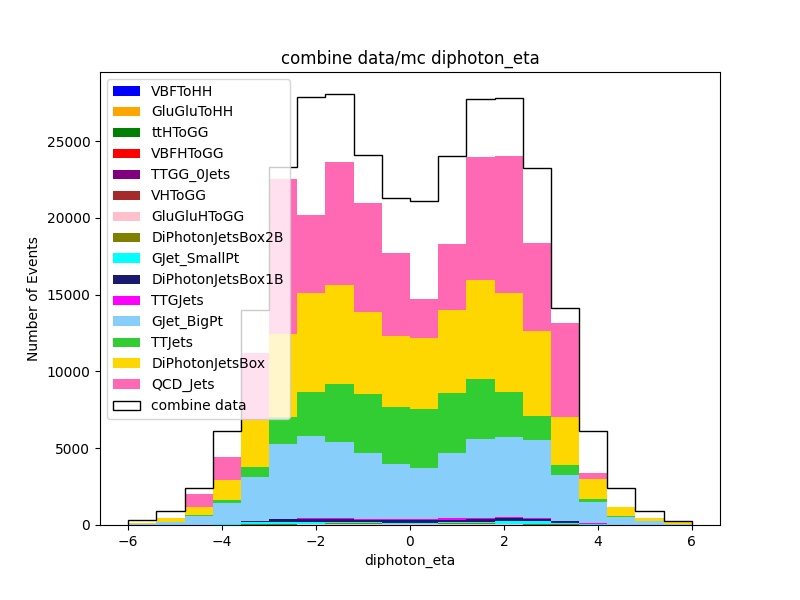 combine data/mc diphoton_eta
VBFToHH
GluGluToHH
ttHToGG
VBFHToGG
TTGG_0Jets
VHToGG
GluGluHToGG
DiPhotonJetsBox2B
GJet_SmallPt
DiPhotonJetsBox1B
TTGJets
GJet_BigPt
TTJets
DiPhotonJetsBox
QCD_Jets
combine data
Number of Events
25000
20000
15000
10000
5000
0
−6 −4 −2 0 2 4 6
diphoton_eta